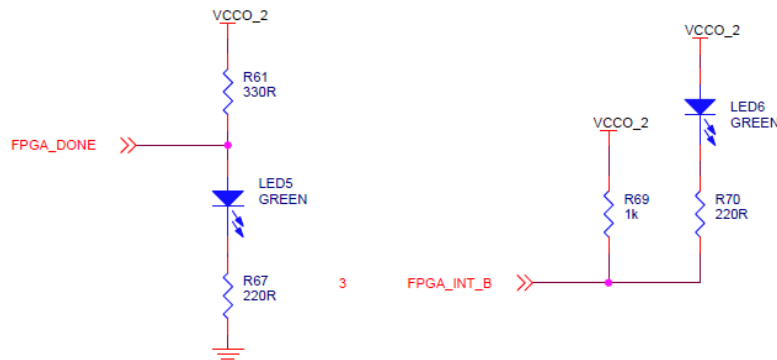 VCCO_2
R61
330R
FPGA_DONE
LED5
GREEN
R67
220R
3
VCCO_2
LED6
GREEN
VCCO_2
R69
1k
R70
220R
FPGA_INT_B